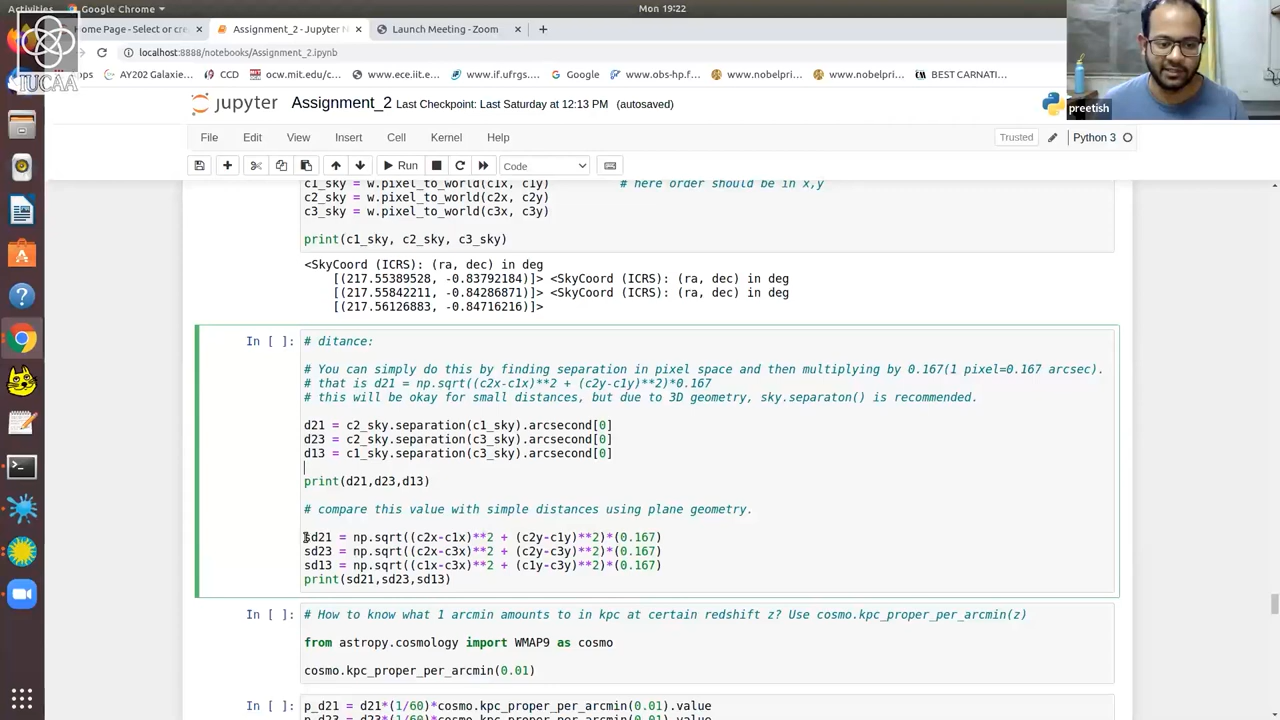 Activities
Google Chrome
Mon 19:22
Home Page - Select or cre
Assignment_2 - Jupyter N
Launch Meeting - Zoom
localhost:8888/notebooks/Assignment_2.ipynb
AY202 Galaxie
CCD
ocw.mit.edu/c
www.ece.iit.e
www.if.ufrgs.
Google
www.obs-hp.f
www.nobelpri
www.nobelpri
BEST CARNATI
IUCAA
preetish
jupyter
Assignment_2 Last Checkpoint: Last Saturday at 12:13 PM (autosaved)
File Edit View Insert Cell Kernel Help
Trusted
Python 3
Run
Code
c1_sky = w.pixel_to_world(c1x, c1y) # here order should be in x,y
c2_sky = w.pixel_to_world(c2x, c2y)
c3_sky = w.pixel_to_world(c3x, c3y)
print(c1_sky, c2_sky, c3_sky)
<SkyCoord (ICRS): (ra, dec) in deg
[(217.55389528, -0.83792184)]> <SkyCoord (ICRS): (ra, dec) in deg
[(217.55842211, -0.84286871)]> <SkyCoord (ICRS): (ra, dec) in deg
[(217.56126883, -0.84716216)]>
In [ ]:
# ditance:
# You can simply do this by finding separation in pixel space and then multiplying by 0.167(1 pixel=0.167 arcsec).
# that is d21 = np.sqrt((c2x-c1x)**2 + (c2y-c1y)**2)*0.167
# this will be okay for small distances, but due to 3D geometry, sky.separaton() is recommended.
d21 = c2_sky.separation(c1_sky).arcsecond[0]
d23 = c2_sky.separation(c3_sky).arcsecond[0]
d13 = c1_sky.separation(c3_sky).arcsecond[0]
print(d21,d23,d13)
# compare this value with simple distances using plane geometry.
sd21 = np.sqrt((c2x-c1x)**2 + (c2y-c1y)**2)*(0.167)
sd23 = np.sqrt((c2x-c3x)**2 + (c2y-c3y)**2)*(0.167)
sd13 = np.sqrt((c1x-c3x)**2 + (c1y-c3y)**2)*(0.167)
print(sd21,sd23,sd13)
In [ ]:
# How to know what 1 arcmin amounts to in kpc at certain redshift z? Use cosmo.kpc_proper_per_arcmin(z)
from astropy.cosmology import WMAP9 as cosmo
cosmo.kpc_proper_per_arcmin(0.01)
In [ ]:
p_d21 = d21*(1/60)*cosmo.kpc_proper_per_arcmin(0.01).value